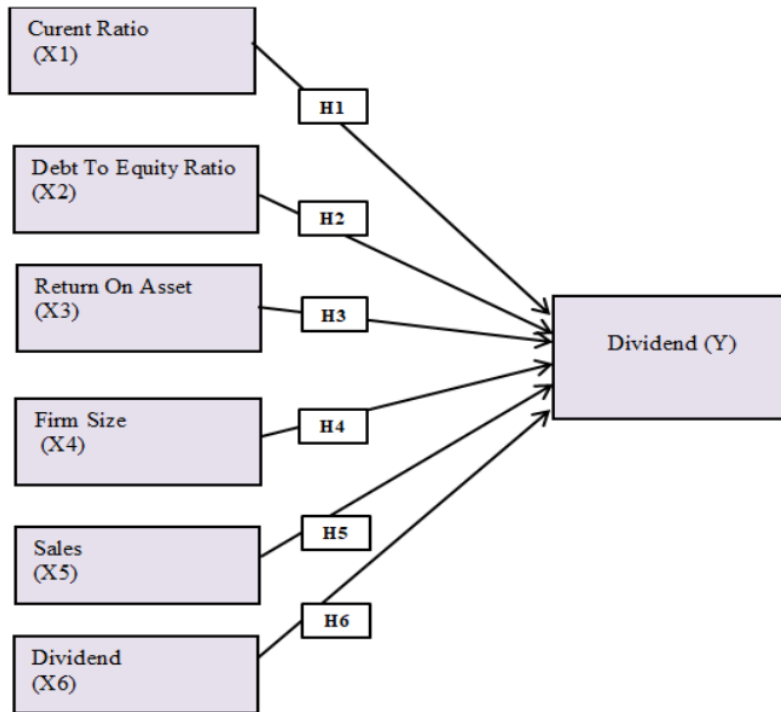 Curent Ratio
(X1)
H1
Debt To Equity Ratio
(X2)
H2
Return On Asset
(X3)
H3
Dividend (Y)
Firm Size
(X4)
H4
Sales
(X5)
H5
Dividend
(X6)
H6